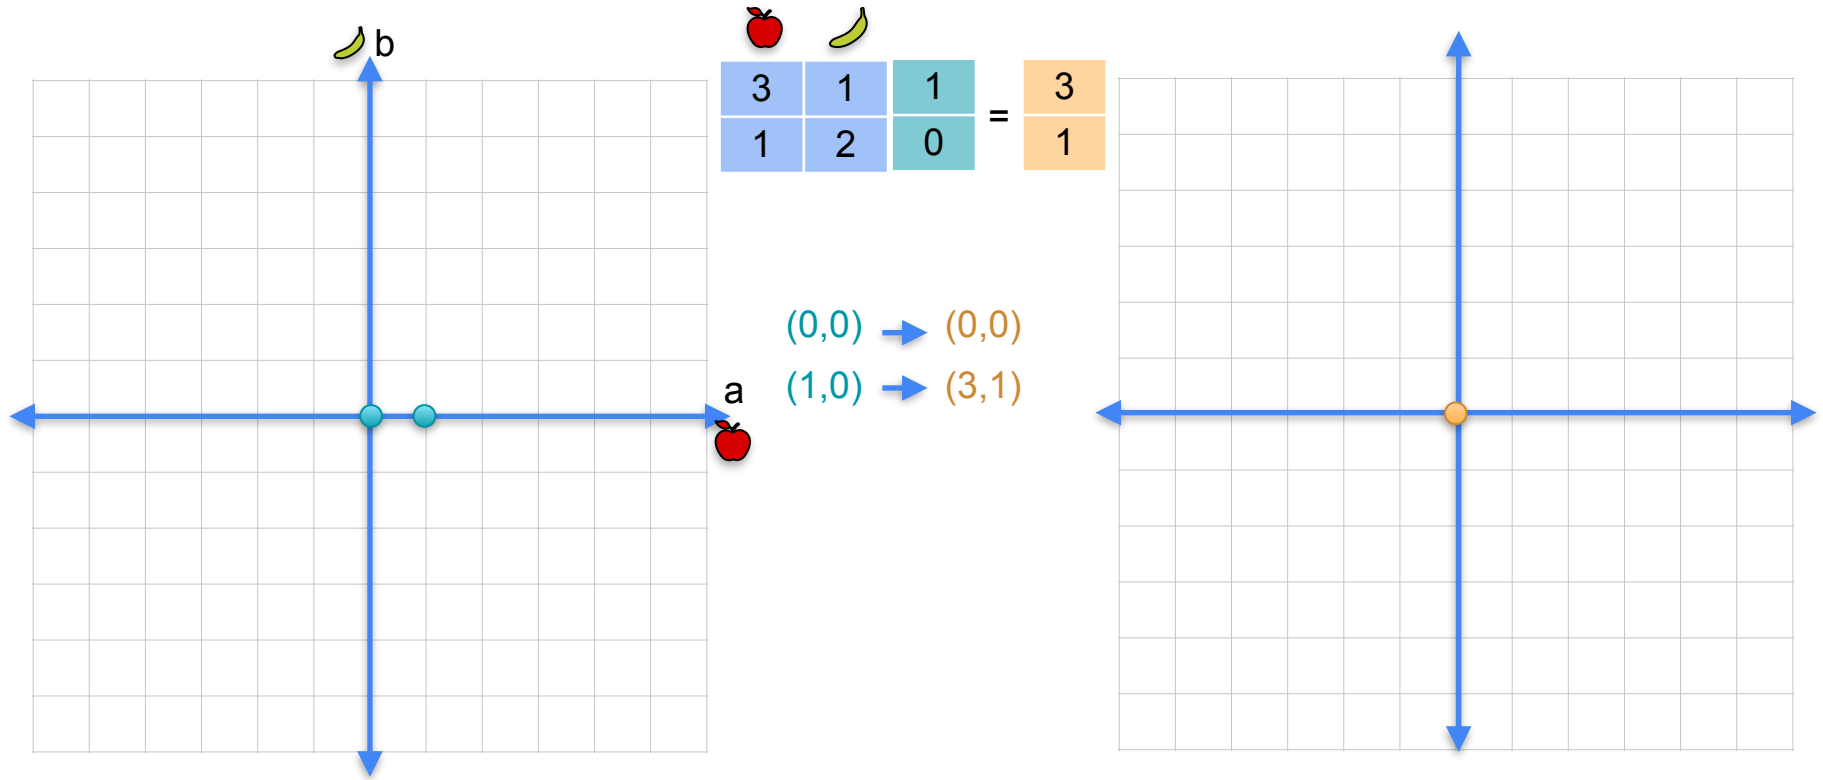 b
3 1 1 = 3
1 2 0 1
(0,0) (0,0)
(1,0) (3,1)
a